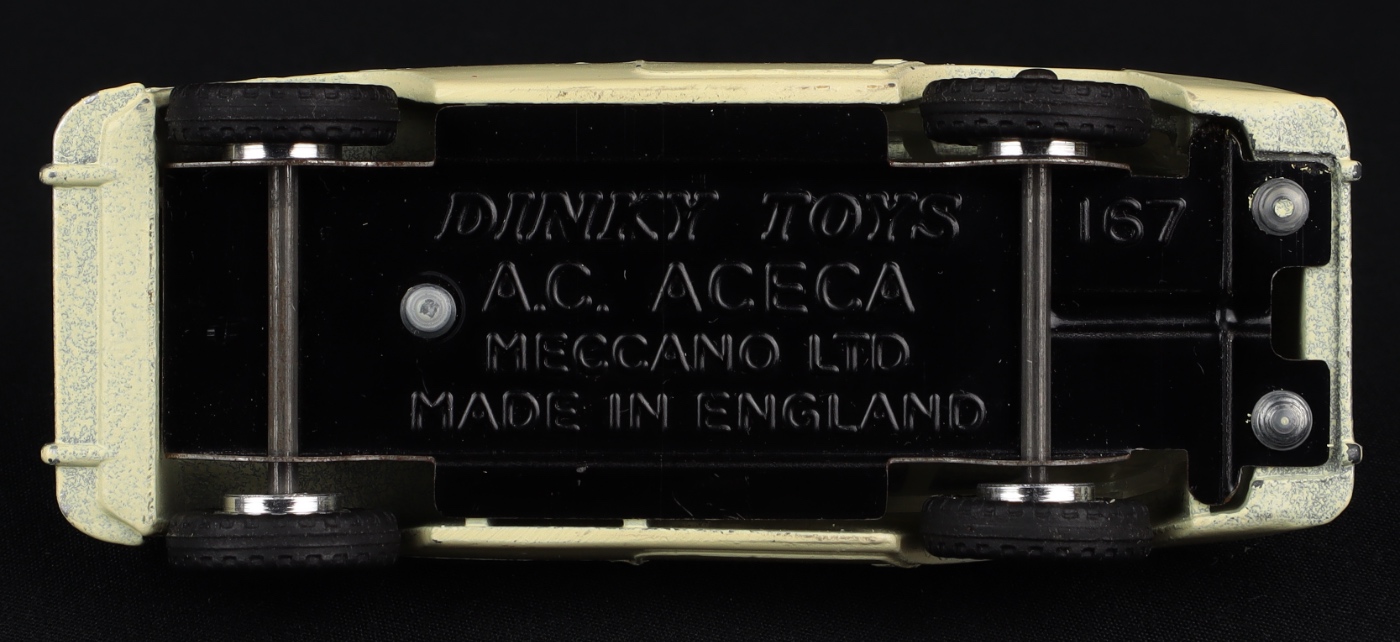 DINKY TOYS
167
A.C. ACECA
MECCANO LTD
MADE IN ENGLAND